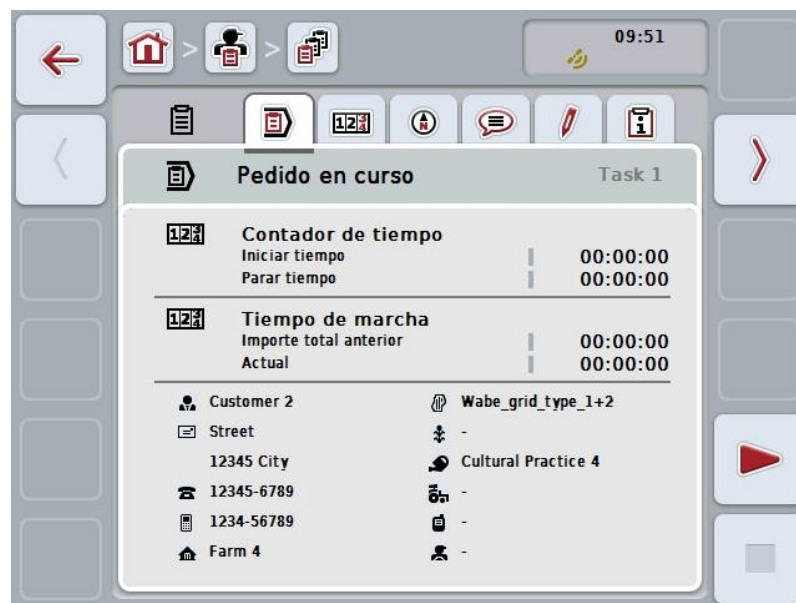 09:51
Pedido en curso Task 1
Contador de tiempo
Iniciar tiempo 00:00:00
Parar tiempo 00:00:00
Tiempo de marcha
Importe total anterior 00:00:00
Actual 00:00:00
Customer 2 Wabe_grid_type_1+2
Street -
12345 City Cultural Practice 4
12345-6789 -
1234-56789 -
Farm 4 -